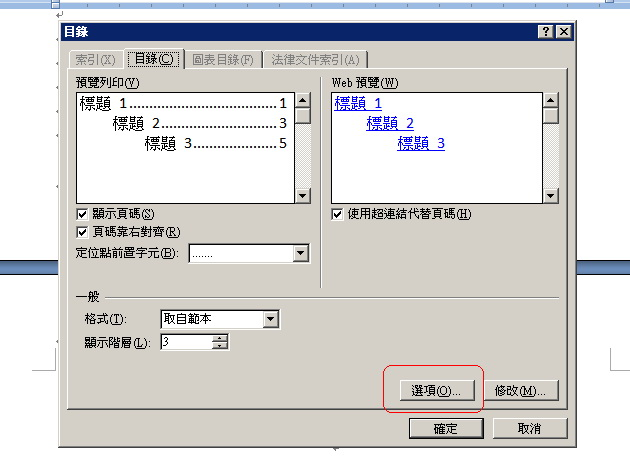 目錄
索引(X) 目錄(C) 圖表目錄(F) 法律文件索引(A)
預覽列印(V) Web 預覽(W)
標題 1..............................1 標題 1
標題 2........................3 標題 2
標題 3..................5 標題 3
顯示頁碼(S) 使用超連結代替頁碼(H)
頁碼靠右對齊(R)
定位點前置字元(B): .......
一般
格式(T): 取自範本
顯示階層(L): 3
選項(O)... 修改(M)...
確定 取消